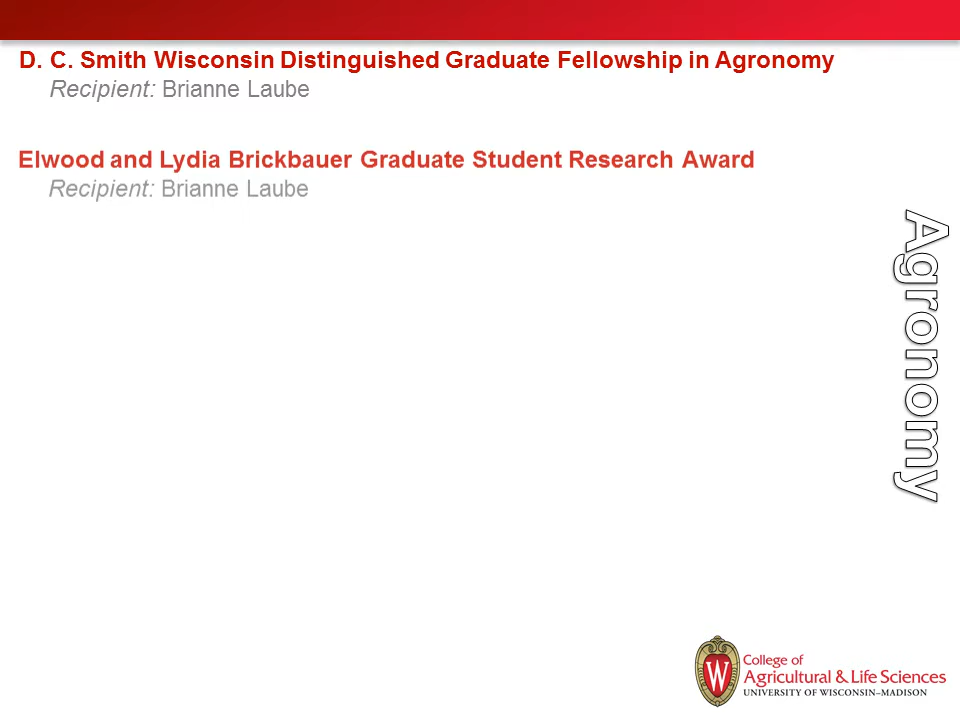 D. C. Smith Wisconsin Distinguished Graduate Fellowship in Agronomy
Recipient: Brianne Laube
Elwood and Lydia Brickbauer Graduate Student Research Award
Recipient: Brianne Laube
Agronomy
W
College of
Agricultural & Life Sciences
UNIVERSITY OF WISCONSIN–MADISON